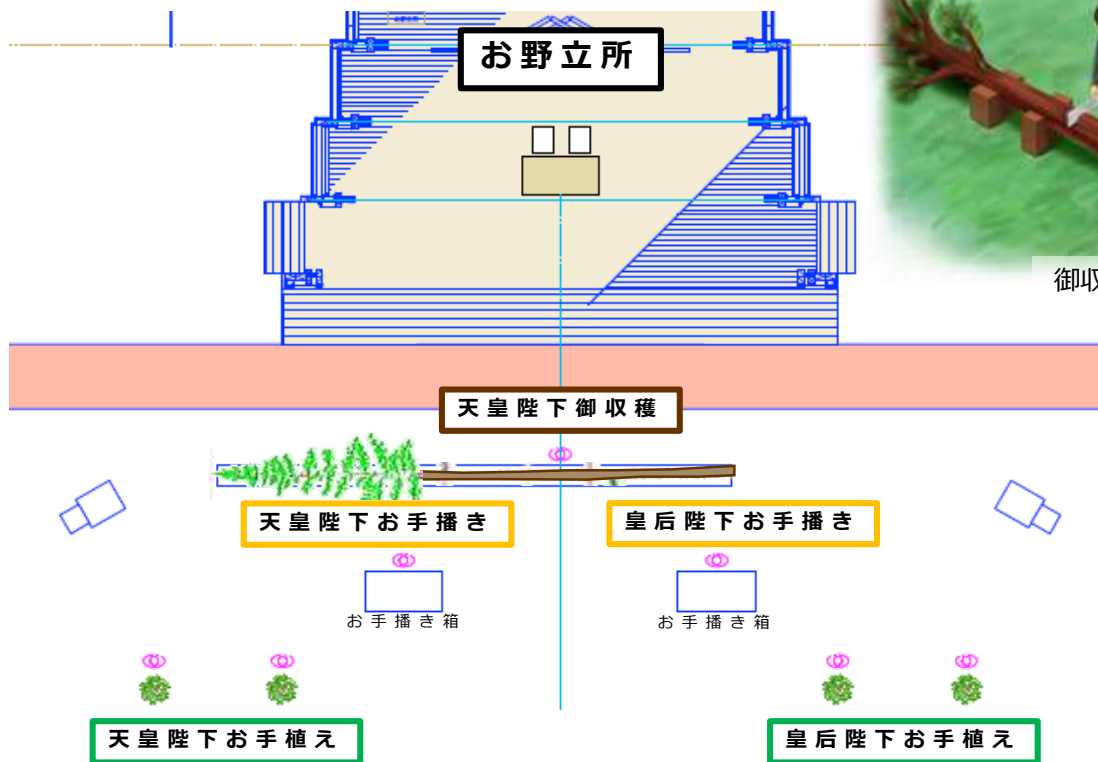 お野立所
御収
天皇陛下御収穫
天皇陛下お手播き
皇后陛下お手播き
お手播き箱
お手播き箱
天皇陛下お手植え
皇后陛下お手植え